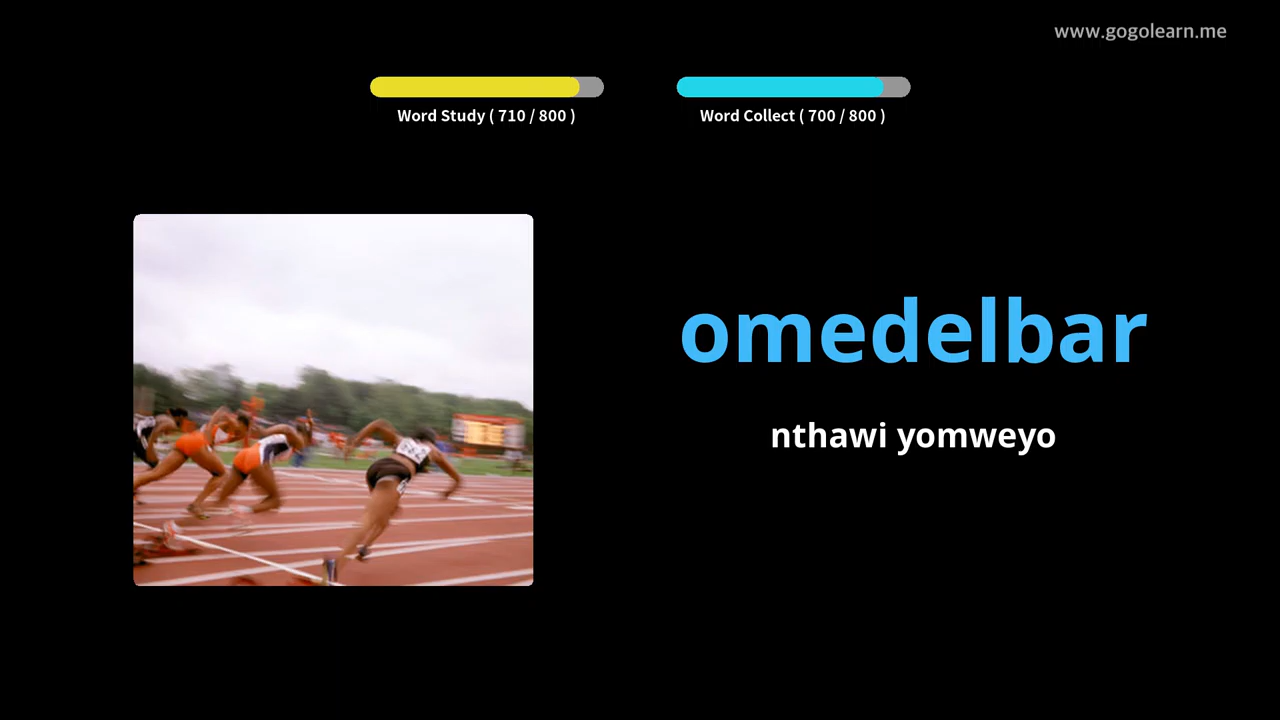 www.gogolearn.me
Word Study ( 710 / 800 )
Word Collect ( 700 / 800 )
omedelbar
nthawi yomweyo